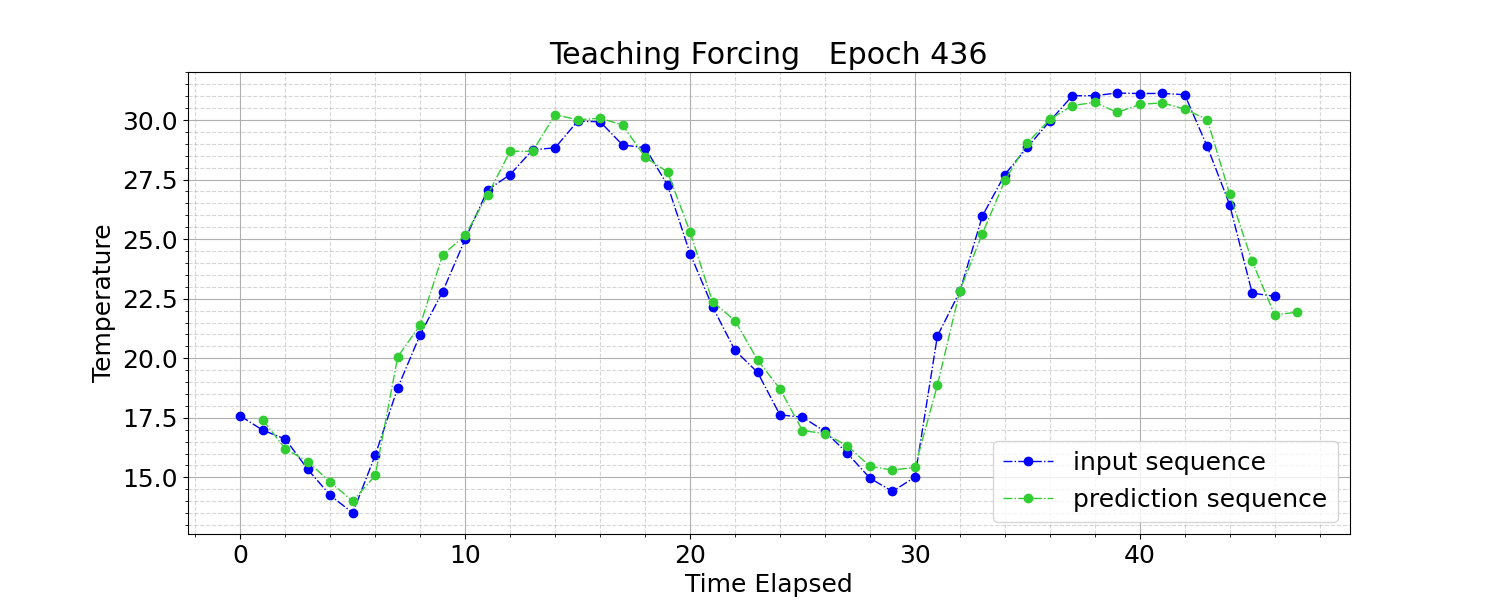 Teaching Forcing   Epoch 436
Temperature
30.0
27.5
25.0
22.5
20.0
17.5
15.0
input sequence
prediction sequence
0 10 20 30 40
Time Elapsed